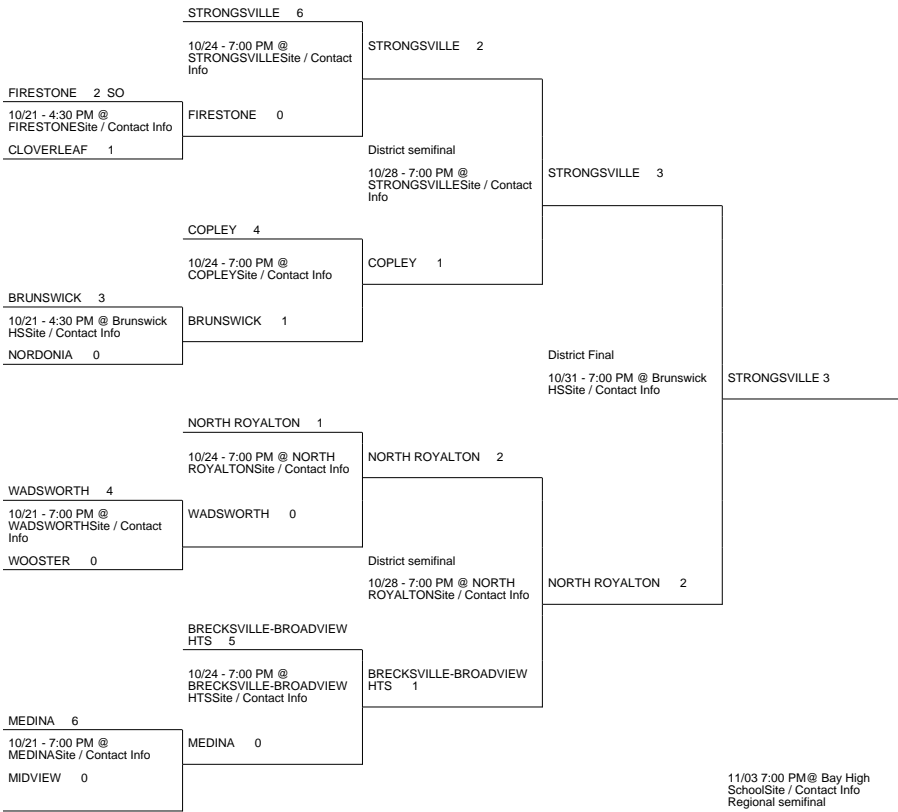 STRONGSVILLE 6
10/24 - 7:00 PM @
STRONGSVILLESite / Contact
Info
STRONGSVILLE 2
FIRESTONE 2 SO
10/21 - 4:30 PM @
FIRESTONESite / Contact Info
CLOVERLEAF 1
FIRESTONE 0
District semifinal
10/28 - 7:00 PM @
STRONGSVILLESite / Contact
Info
STRONGSVILLE 3
COPLEY 4
10/24 - 7:00 PM @
COPLEYSite / Contact Info
COPLEY 1
BRUNSWICK 3
10/21 - 4:30 PM @ Brunswick
HSSite / Contact Info
NORDONIA 0
BRUNSWICK 1
District Final
10/31 - 7:00 PM @ Brunswick
HSSite / Contact Info
STRONGSVILLE 3
NORTH ROYALTON 1
10/24 - 7:00 PM @ NORTH
ROYALTONSite / Contact Info
NORTH ROYALTON 2
WADSWORTH 4
10/21 - 7:00 PM @
WADSWORTHSite / Contact
Info
WOOSTER 0
WADSWORTH 0
District semifinal
10/28 - 7:00 PM @ NORTH
ROYALTONSite / Contact Info
NORTH ROYALTON 2
BRECKSVILLE-BROADVIEW
HTS 5
10/24 - 7:00 PM @
BRECKSVILLE-BROADVIEW
HTSSite / Contact Info
BRECKSVILLE-BROADVIEW
HTS 1
MEDINA 6
10/21 - 7:00 PM @
MEDINASite / Contact Info
MIDVIEW 0
MEDINA 0
11/03 7:00 PM@ Bay High
SchoolSite / Contact Info
Regional semifinal